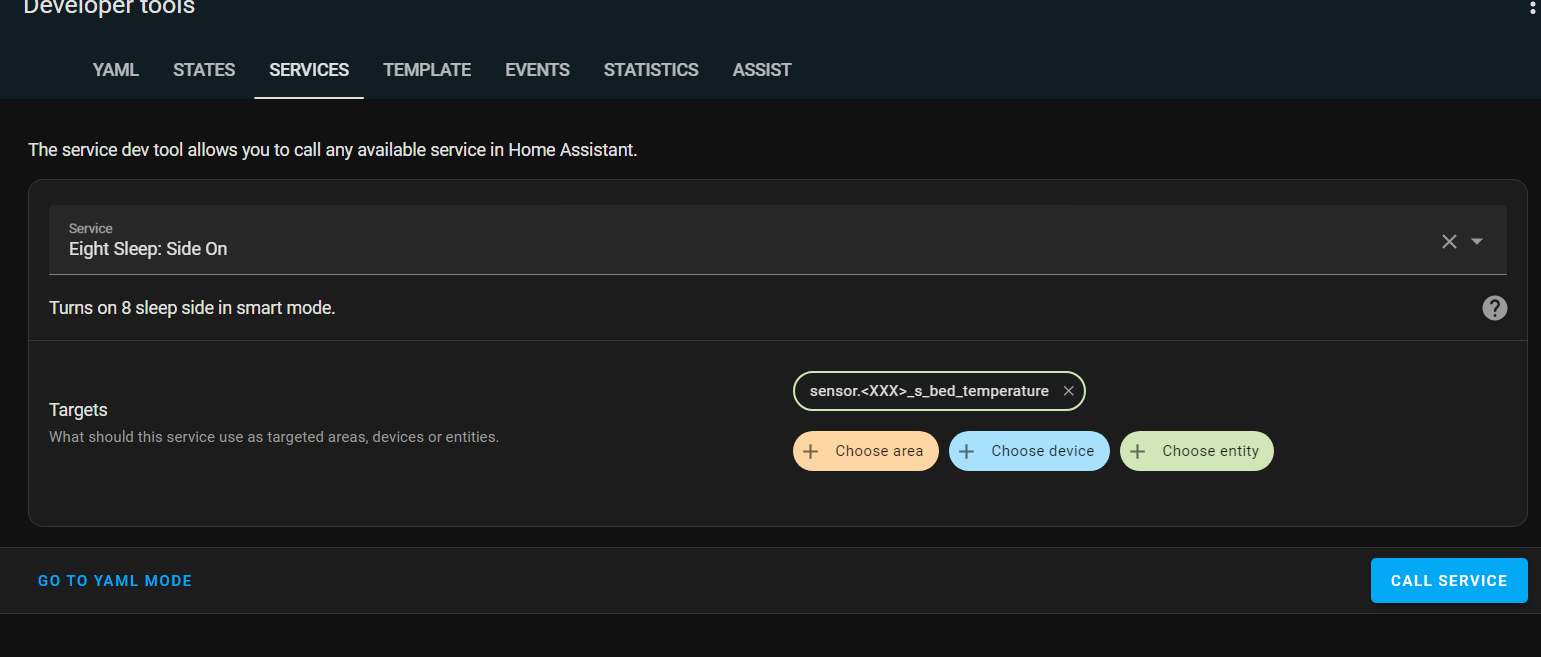 Developer tools
YAML STATES SERVICES TEMPLATE EVENTS STATISTICS ASSIST
The service dev tool allows you to call any available service in Home Assistant.
Service
Eight Sleep: Side On
Turns on 8 sleep side in smart mode.
sensor.<XXX>_s_bed_temperature
Targets
What should this service use as targeted areas, devices or entities.
Choose area Choose device Choose entity
GO TO YAML MODE CALL SERVICE